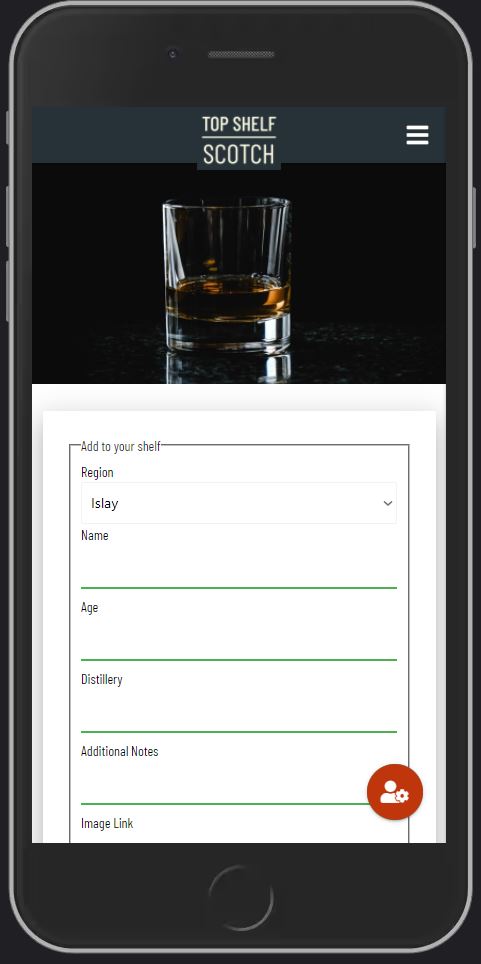 TOP SHELF
SCOTCH
Add to your shelf
Region
Islay
Name
Age
Distillery
Additional Notes
Image Link